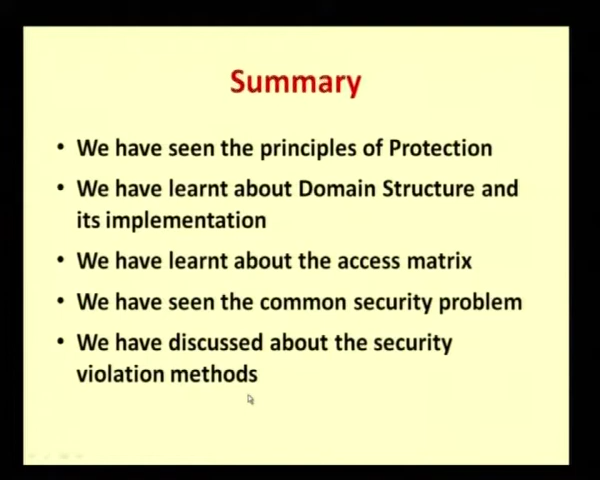 Summary
• We have seen the principles of Protection
• We have learnt about Domain Structure and
its implementation
• We have learnt about the access matrix
• We have seen the common security problem
• We have discussed about the security
violation methods